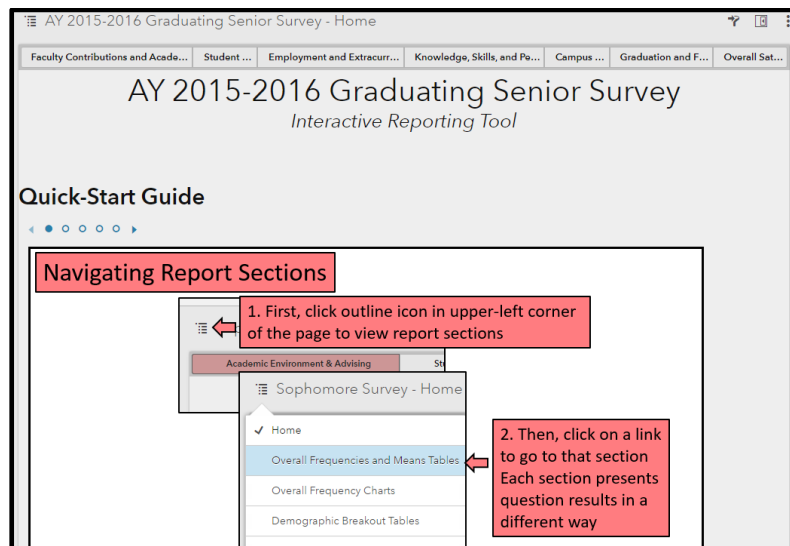 AY 2015-2016 Graduating Senior Survey - Home
Faculty Contributions and Acade...
Student ...
Employment and Extracurr...
Knowledge, Skills, and Pe...
Campus ...
Graduation and F...
Overall Sat...
AY 2015-2016 Graduating Senior Survey
Interactive Reporting Tool
Quick-Start Guide
Navigating Report Sections
1. First, click outline icon in upper-left corner
of the page to view report sections
Academic Environment & Advising
Sophomore Survey - Home
Home
Overall Frequencies and Means Tables
Overall Frequency Charts
Demographic Breakout Tables
2. Then, click on a link
to go to that section
Each section presents
question results in a
different way